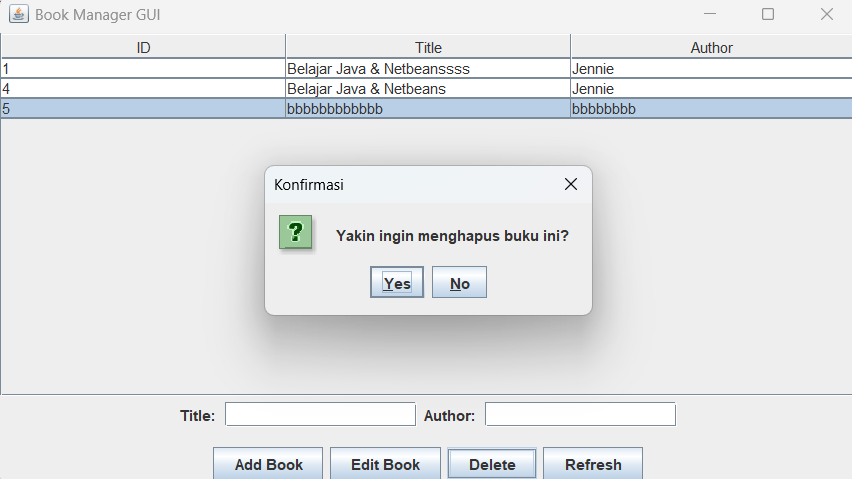 Book Manager GUI
ID Title Author
1 Belajar Java & Netbeanssss Jennie
4 Belajar Java & Netbeans Jennie
5 bbbbbbbbbbbb bbbbbbbb
Konfirmasi
?
Yakin ingin menghapus buku ini?
Yes No
Title: Author:
Add Book Edit Book Delete Refresh